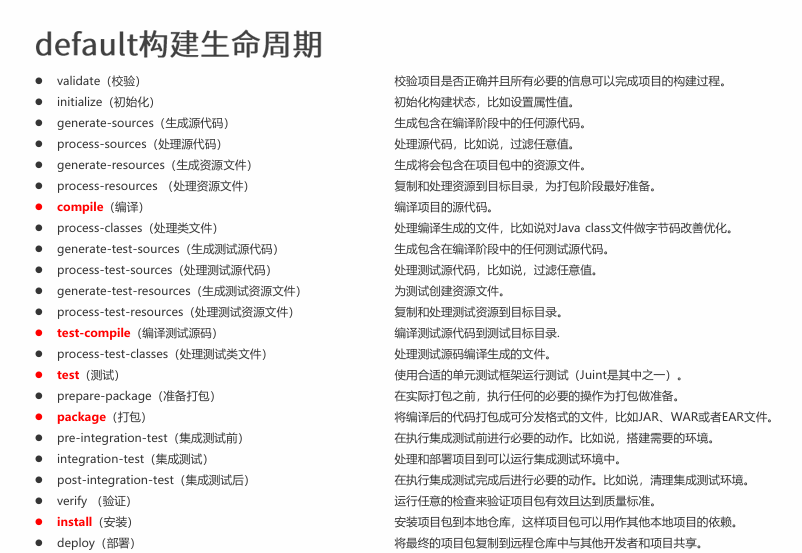 default构建生命周期
● validate（校验） 校验项目是否正确并且所有必要的信息可以完成项目的构建过程。
● initialize（初始化） 初始化构建状态，比如设置属性值。
● generate-sources（生成源代码） 生成包含在编译阶段中的任何源代码。
● process-sources（处理源代码） 处理源代码，比如说，过滤任意值。
● generate-resources（生成资源文件） 生成将会包含在项目包中的资源文件。
● process-resources （处理资源文件） 复制和处理资源到目标目录，为打包阶段最好准备。
● compile（编译） 编译项目的源代码。
● process-classes（处理类文件） 处理编译生成的文件，比如说对Java class文件做字节码改善优化。
● generate-test-sources（生成测试源代码） 生成包含在编译阶段中的任何测试源代码。
● process-test-sources（处理测试源代码） 处理测试源代码，比如说，过滤任意值。
● generate-test-resources（生成测试资源文件） 为测试创建资源文件。
● process-test-resources（处理测试资源文件） 复制和处理测试资源到目标目录。
● test-compile（编译测试源码） 编译测试源代码到测试目标目录.
● process-test-classes（处理测试类文件） 处理测试源码编译生成的文件。
● test（测试） 使用合适的单元测试框架运行测试（Juint是其中之一）。
● prepare-package（准备打包） 在实际打包之前，执行任何的必要的操作为打包做准备。
● package（打包） 将编译后的代码打包成可分发格式的文件，比如JAR、WAR或者EAR文件。
● pre-integration-test（集成测试前） 在执行集成测试前进行必要的动作。比如说，搭建需要的环境。
● integration-test（集成测试） 处理和部署项目到可以运行集成测试环境中。
● post-integration-test（集成测试后） 在执行集成测试完成后进行必要的动作。比如说，清理集成测试环境。
● verify （验证） 运行任意的检查来验证项目包有效且达到质量标准。
● install（安装） 安装项目包到本地仓库，这样项目包可以用作其他本地项目的依赖。
● deploy（部署） 将最终的项目包复制到远程仓库中与其他开发者和项目共享。